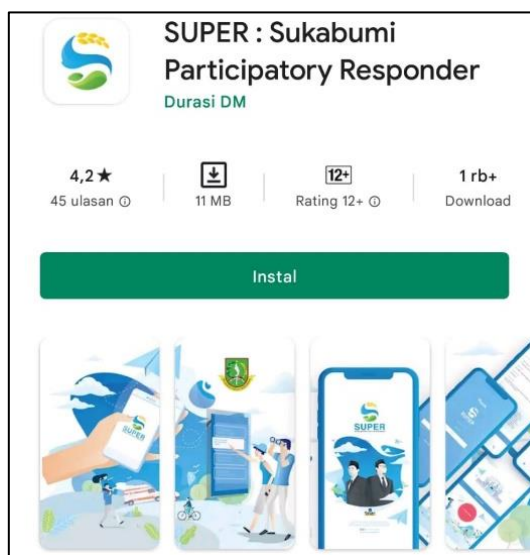 SUPER : Sukabumi
Participatory Responder
Durasi DM
4,2★
45 ulasan ⓘ
11 MB
12+
Rating 12+ ⓘ
1 rb+
Download
Instal
SUPER
SUPER